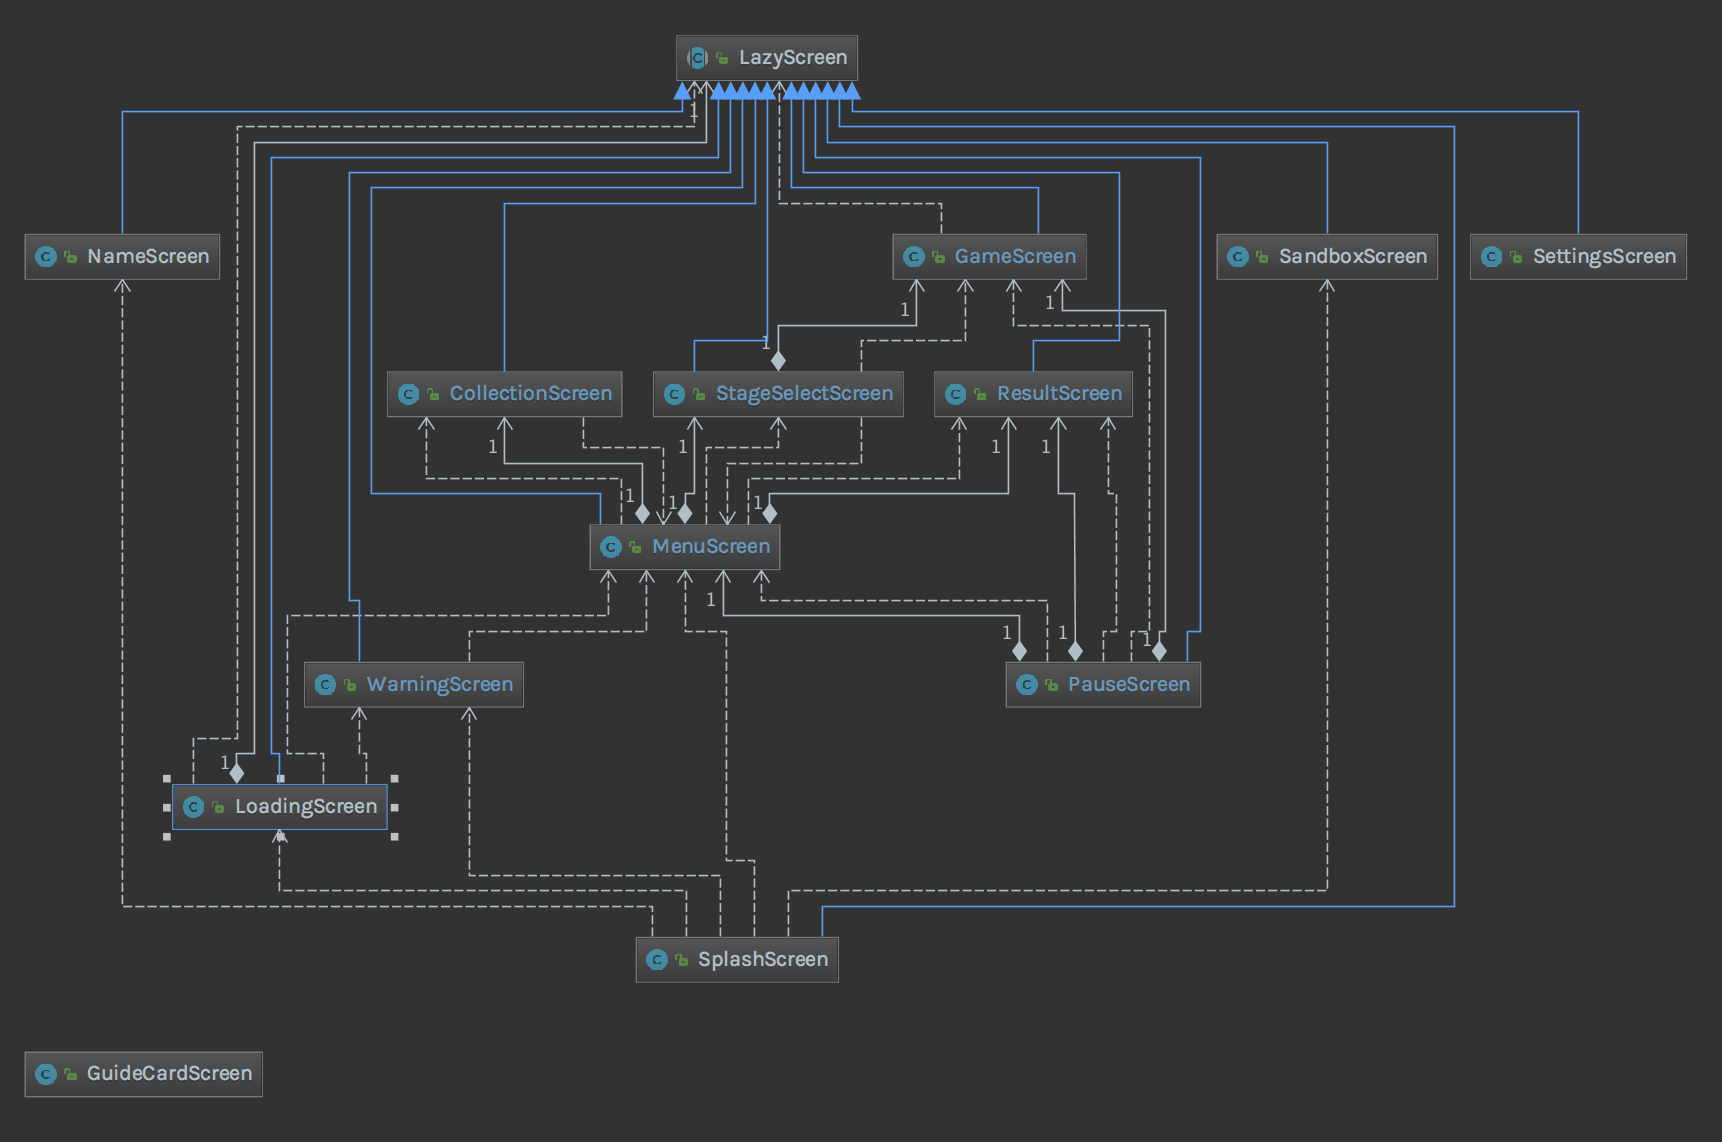 C LazyScreen
1
C NameScreen
C GameScreen
C SandboxScreen
C SettingsScreen
1
1
1
C CollectionScreen
C StageSelectScreen
C ResultScreen
1
1
1
1
1
1
1
C MenuScreen
1
1
1
1
C WarningScreen
C PauseScreen
1
C LoadingScreen
C SplashScreen
C GuideCardScreen